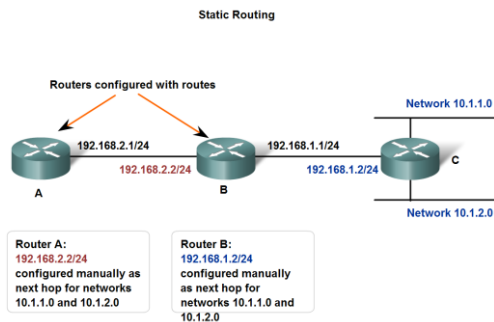 Static Routing
Routers configured with routes
Network 10.1.1.0
192.168.2.1/24
192.168.1.1/24
192.168.2.2/24
192.168.1.2/24
A
B
C
Network 10.1.2.0
Router A:
192.168.2.2/24
configured manually as
next hop for networks
10.1.1.0 and 10.1.2.0
Router B:
192.168.1.2/24
configured manually
as next hop for
networks 10.1.1.0 and
10.1.2.0